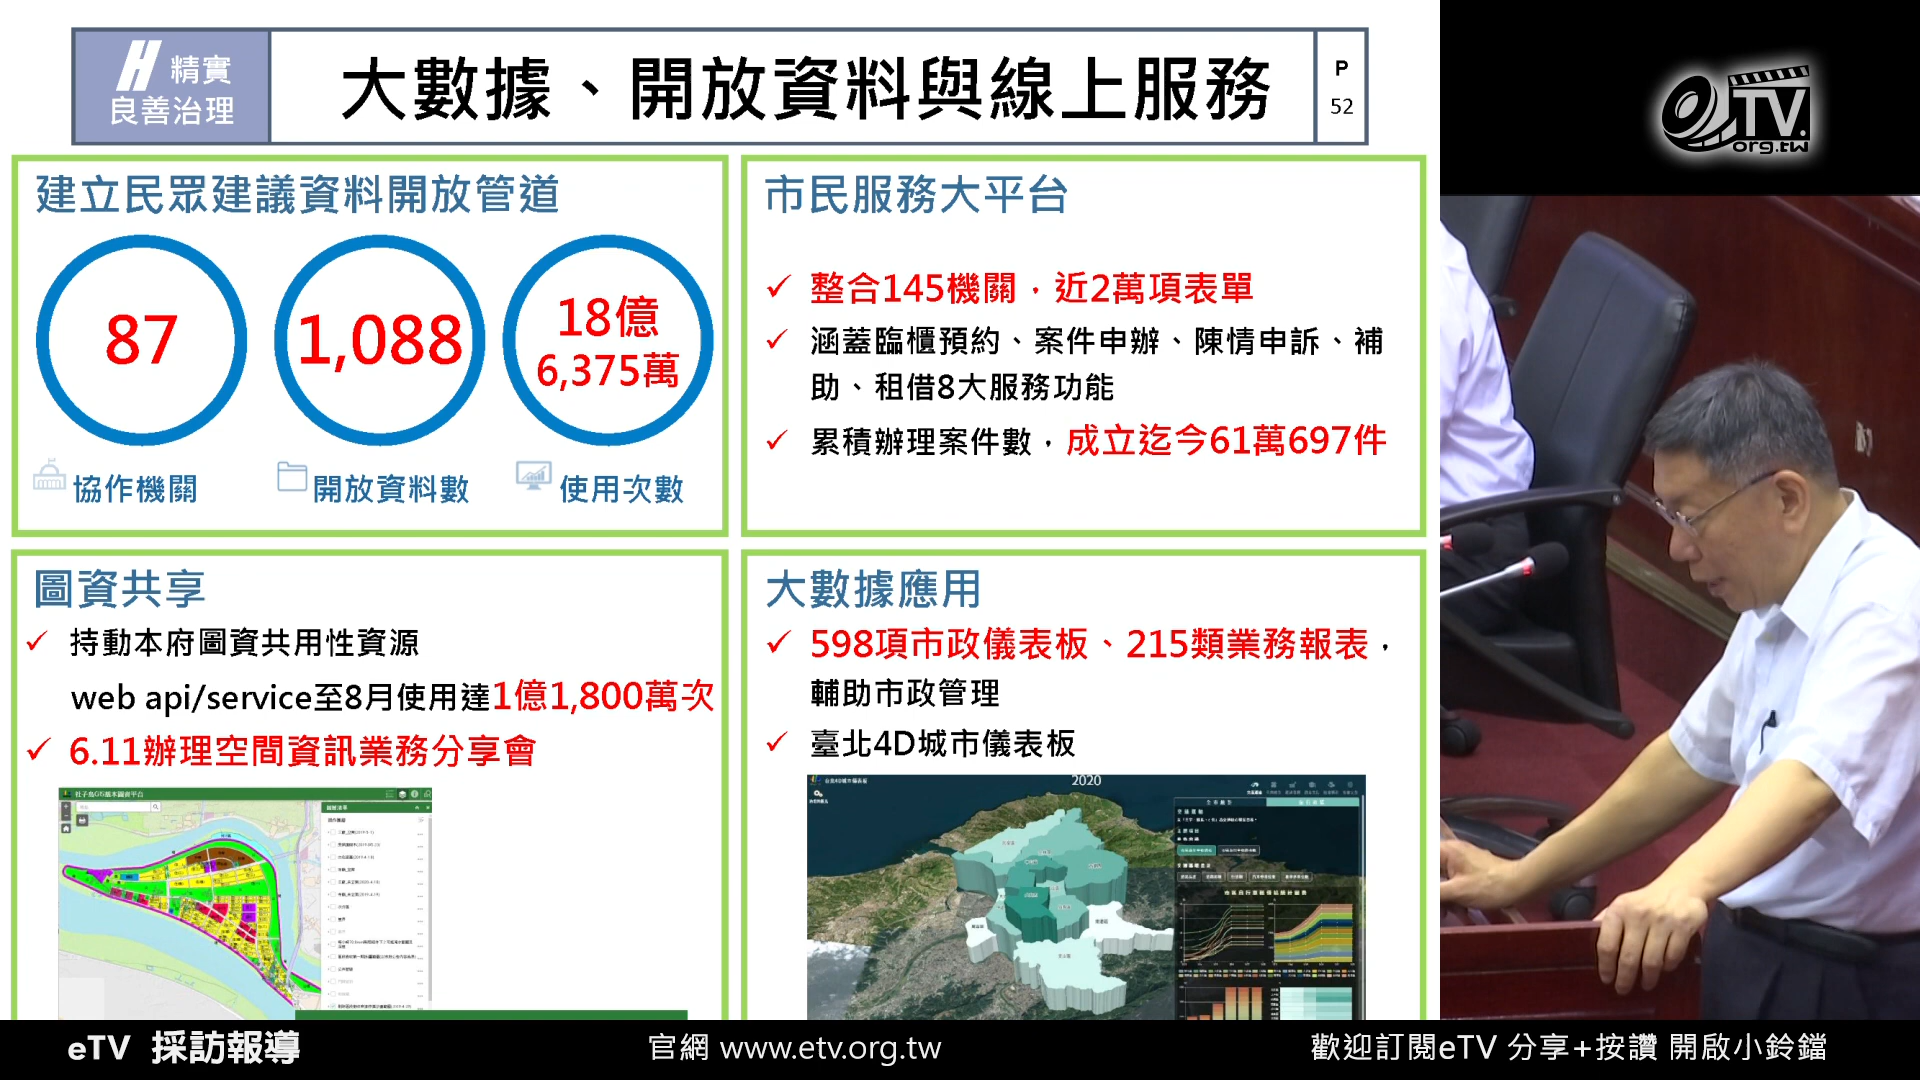 精實
良善治理
大數據、開放資料與線上服務
P
52
eTV.
org.tw
建立民眾建議資料開放管道
87
1,088
18億
6,375萬
協作機關
開放資料數
使用次數
市民服務大平台
✓ 整合145機關，近2萬項表單
✓ 涵蓋臨櫃預約、案件申辦、陳情申訴、補
助、租借8大服務功能
✓ 累積辦理案件數，成立迄今61萬697件
圖資共享
✓ 持動本府圖資共用性資源
web api/service至8月使用達1億1,800萬次
✓ 6.11辦理空間資訊業務分享會
社子島GIS圖本圖台平台
大數據應用
✓ 598項市政儀表板、215類業務報表，
輔助市政管理
✓ 臺北4D城市儀表板
2020
eTV 採訪報導
官網 www.etv.org.tw
歡迎訂閱eTV 分享+按讚 開啟小鈴鐺